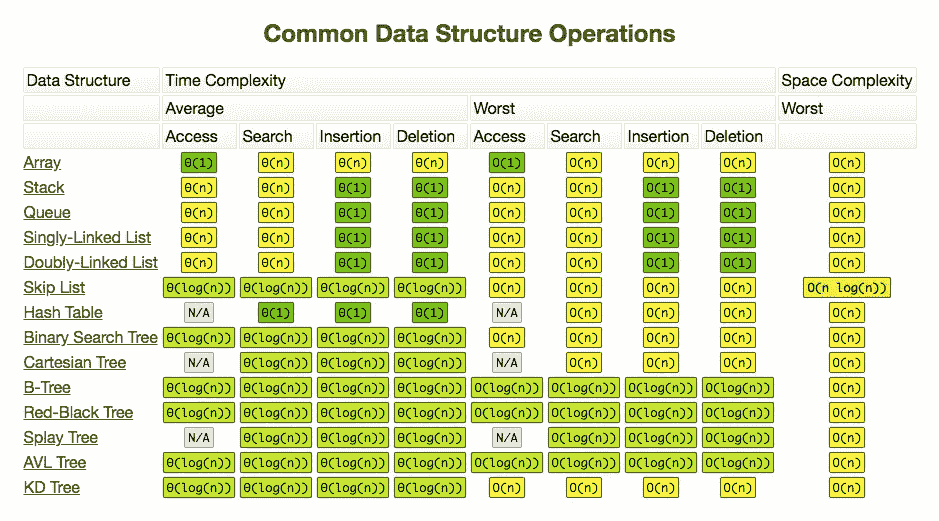 Common Data Structure Operations
Data Structure Time Complexity Space Complexity
Average Worst Worst
Access Search Insertion Deletion Access Search Insertion Deletion
Array θ(1) θ(n) θ(n) θ(n) O(1) O(n) O(n) O(n) O(n)
Stack θ(n) θ(n) θ(1) θ(1) O(n) O(n) O(1) O(1) O(n)
Queue θ(n) θ(n) θ(1) θ(1) O(n) O(n) O(1) O(1) O(n)
Singly-Linked List θ(n) θ(n) θ(1) θ(1) O(n) O(n) O(1) O(1) O(n)
Doubly-Linked List θ(n) θ(n) θ(1) θ(1) O(n) O(n) O(1) O(1) O(n)
Skip List θ(log(n)) θ(log(n)) θ(log(n)) θ(log(n)) O(n) O(n) O(n) O(n) O(n log(n))
Hash Table N/A θ(1) θ(1) θ(1) N/A O(n) O(n) O(n) O(n)
Binary Search Tree θ(log(n)) θ(log(n)) θ(log(n)) θ(log(n)) O(n) O(n) O(n) O(n) O(n)
Cartesian Tree N/A θ(log(n)) θ(log(n)) θ(log(n)) N/A O(n) O(n) O(n) O(n)
B-Tree θ(log(n)) θ(log(n)) θ(log(n)) θ(log(n)) O(log(n)) O(log(n)) O(log(n)) O(log(n)) O(n)
Red-Black Tree θ(log(n)) θ(log(n)) θ(log(n)) θ(log(n)) O(log(n)) O(log(n)) O(log(n)) O(log(n)) O(n)
Splay Tree N/A θ(log(n)) θ(log(n)) θ(log(n)) N/A O(log(n)) O(log(n)) O(log(n)) O(n)
AVL Tree θ(log(n)) θ(log(n)) θ(log(n)) θ(log(n)) O(log(n)) O(log(n)) O(log(n)) O(log(n)) O(n)
KD Tree θ(log(n)) θ(log(n)) θ(log(n)) θ(log(n)) O(n) O(n) O(n) O(n) O(n)